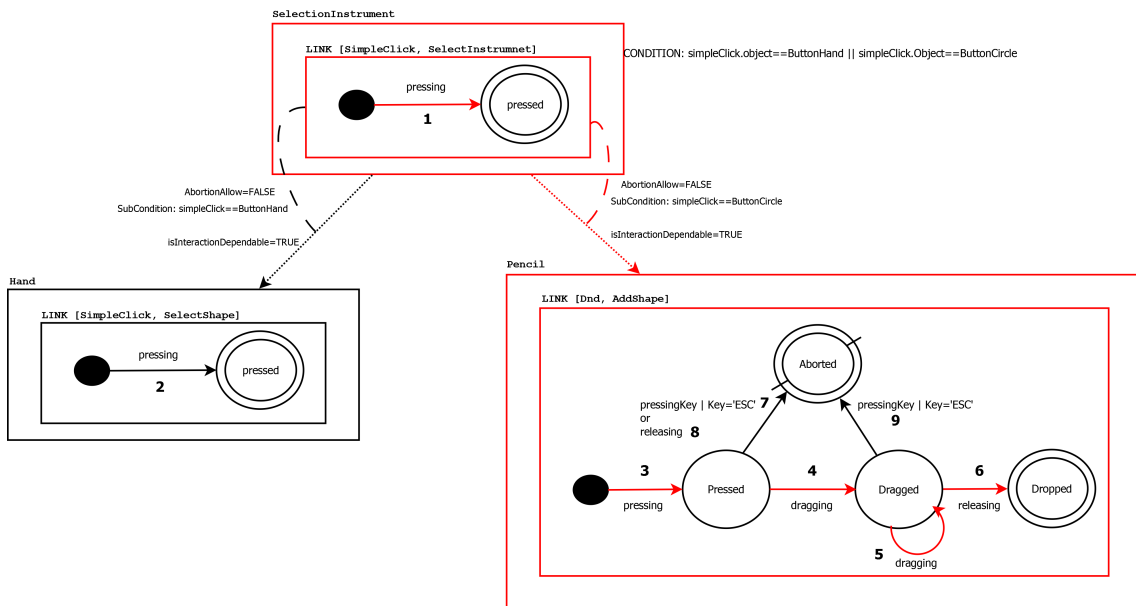 SelectionInstrument
LINK [SimpleClick, SelectInstrumnet]
CONDITION: simpleClick.object==ButtonHand || simpleClick.Object==ButtonCircle
pressing
pressed
1
AbortionAllow=FALSE
SubCondition: simpleClick==ButtonHand
isInteractionDependable=TRUE
AbortionAllow=FALSE
SubCondition: simpleClick==ButtonCircle
isInteractionDependable=TRUE
Hand
LINK [SimpleClick, SelectShape]
pressing
pressed
2
Pencil
LINK [Dnd, AddShape]
Aborted
pressingKey | Key='ESC' 7
or
releasing 8
pressingKey | Key='ESC'
9
3
pressing
Pressed
4
dragging
Dragged
6
releasing
Dropped
5
dragging